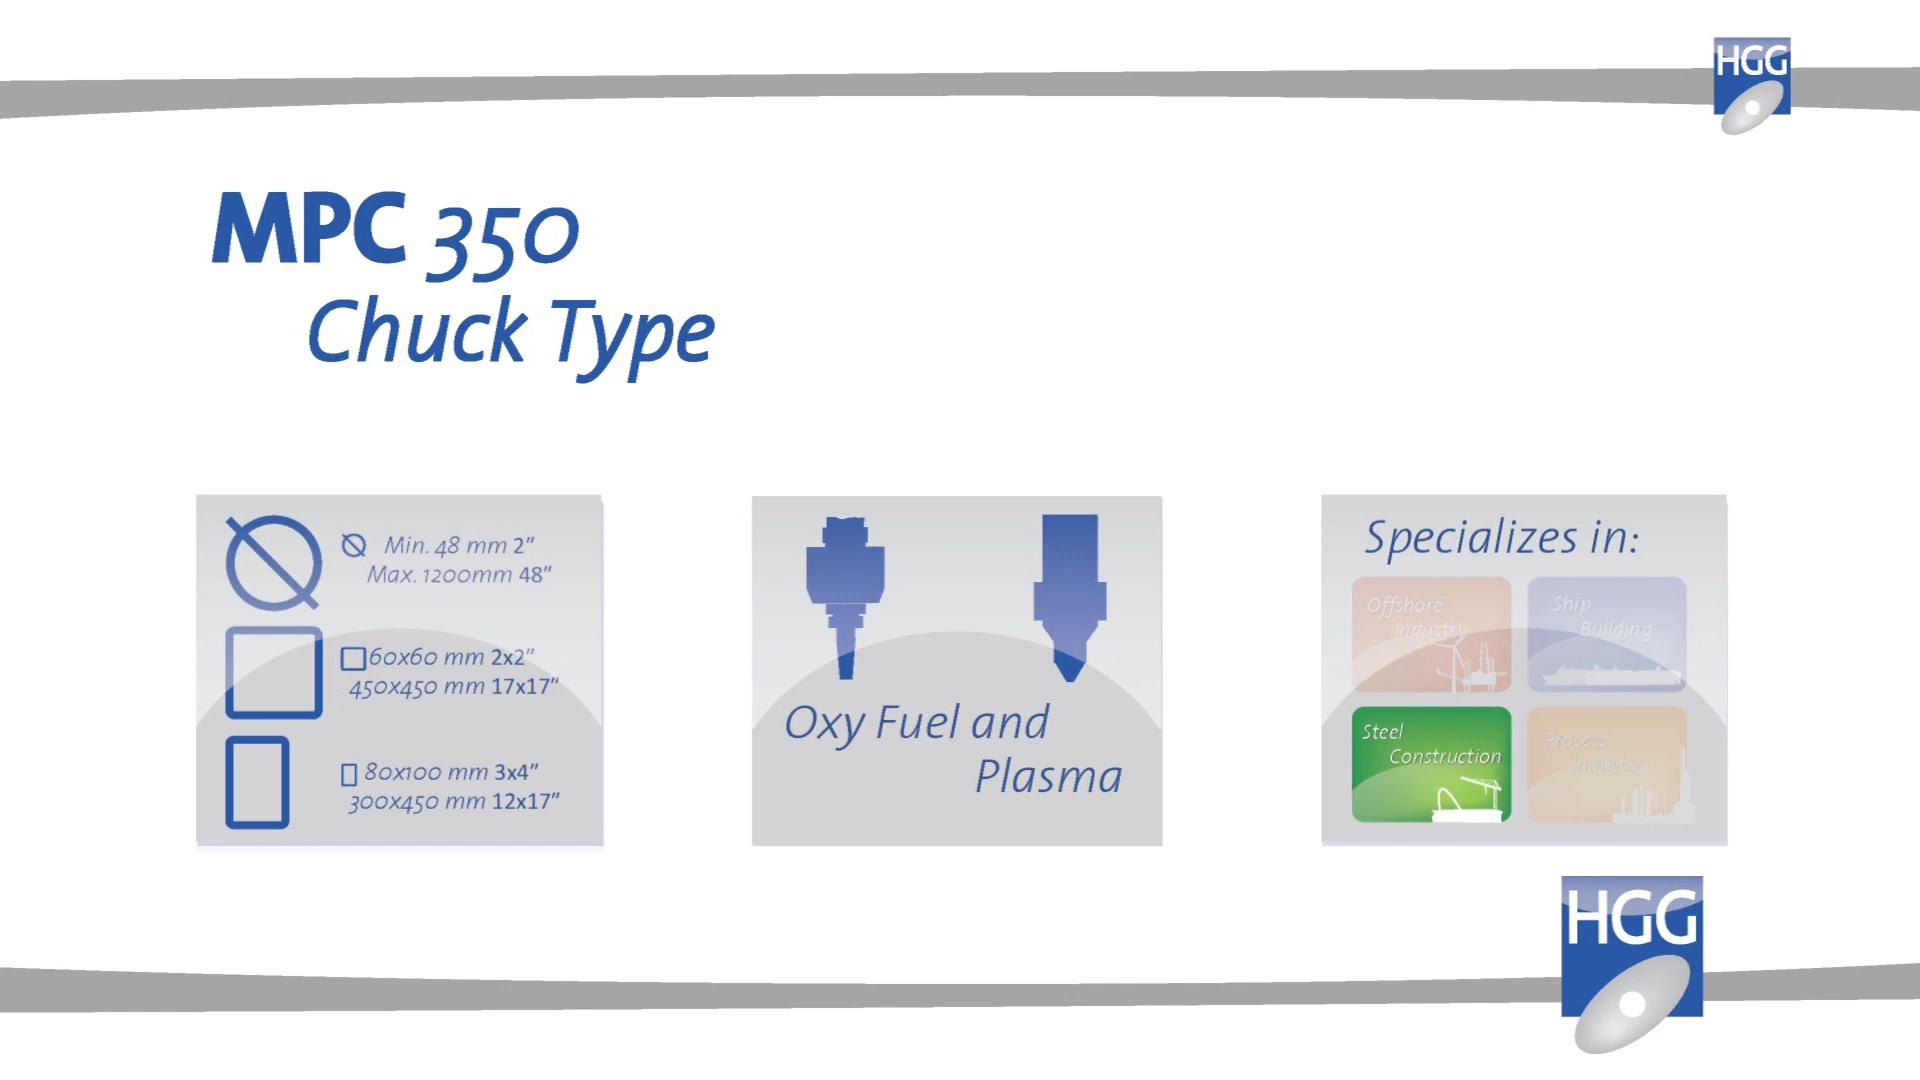 HGG
MPC 350
Chuck Type
Min. 48 mm 2"
Max. 1200mm 48"
60x60 mm 2x2"
450x450 mm 17x17"
80x100 mm 3x4"
300x450 mm 12x17"
Oxy Fuel and
Plasma
Specializes in:
Offshore
Industry
Ship
Building
Steel
Construction
Process
Industry
HGG